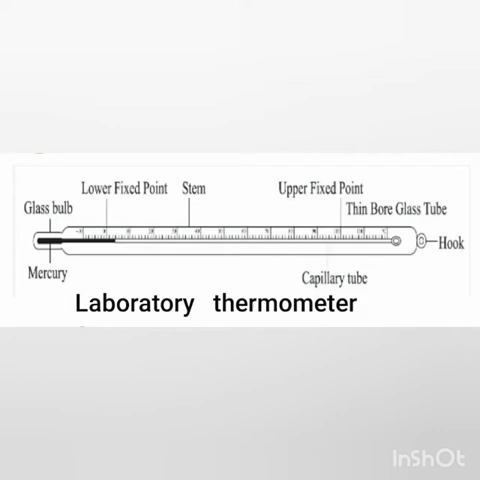 Lower Fixed Point Stem Upper Fixed Point
Glass bulb Thin Bore Glass Tube
Hook
Mercury Capillary tube
Laboratory thermometer
InShOt